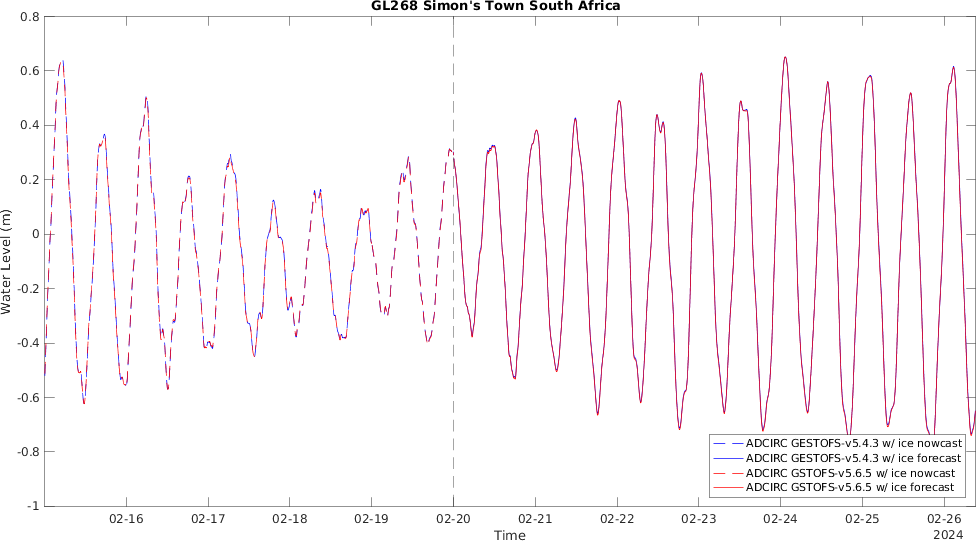 GL268 Simon's Town South Africa
0.8
0.6
0.4
0.2
0
-0.2
-0.4
-0.6
-0.8
-1
Water Level (m)
ADCIRC GESTOFS-v5.4.3 w/ ice nowcast
ADCIRC GESTOFS-v5.4.3 w/ ice forecast
ADCIRC GSTOFS-v5.6.5 w/ ice nowcast
ADCIRC GSTOFS-v5.6.5 w/ ice forecast
02-16 02-17 02-18 02-19 02-20 02-21 02-22 02-23 02-24 02-25 02-26
Time
2024